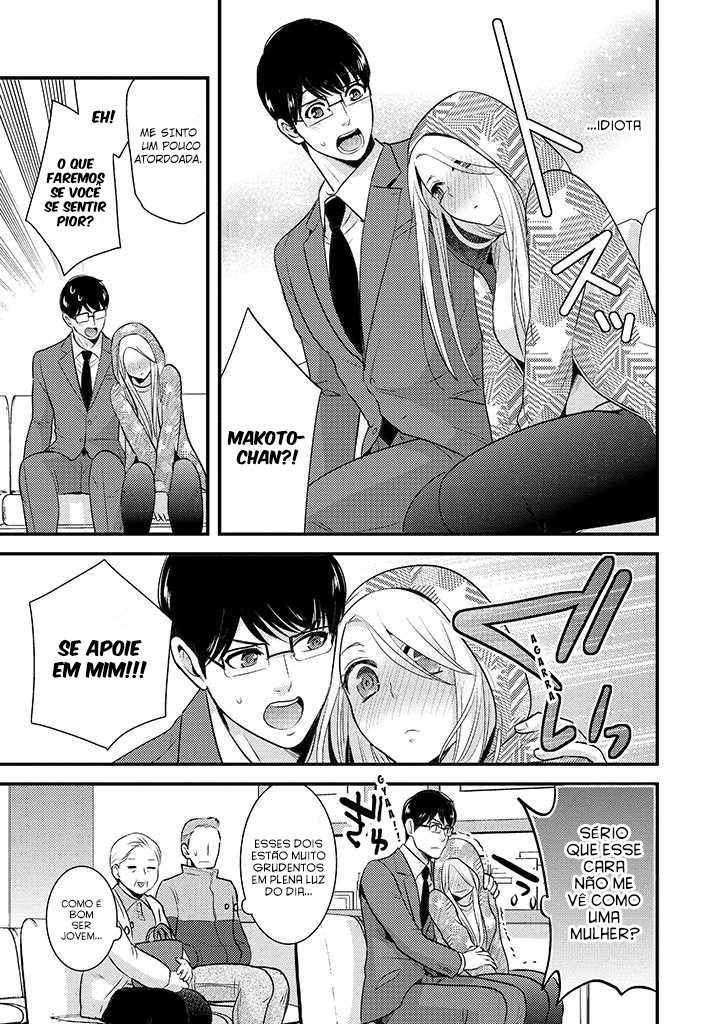 ...IDIOTA
MAKOTO-
CHAN?!
ME SINTO
UM POUCO
ATORDOADA.
EH!
O QUE
FAREMOS
SE VOCÊ
SE SENTIR
PIOR?
AGARRA
SE APOIE
EM MIM!!!
SÉRIO
QUE ESSE
CARA
NÃO ME
VÊ COMO
UMA
MULHER?
ESSES DOIS
ESTÃO MUITO
GRUDENTOS
EM PLENA LUZ
DO DIA...
COMO É
BOM SER
JOVEM...